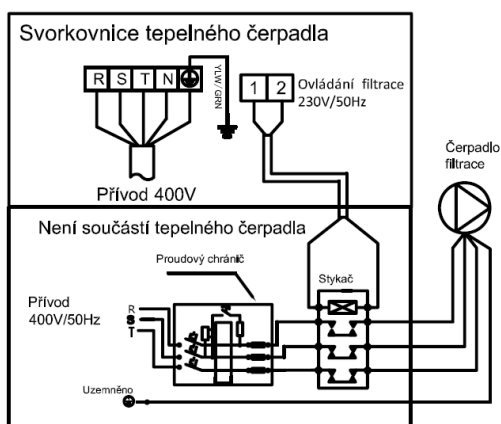 Svorkovnice tepelného čerpadla
R S T N
YLW/GRN
1 2
Ovládání filtrace
230V/50Hz
Přívod 400V
Čerpadlo
filtrace
Není součástí tepelného čerpadla
Proudový chránič
Stykač
Přívod
400V/50Hz
R
S
T
Uzemněno